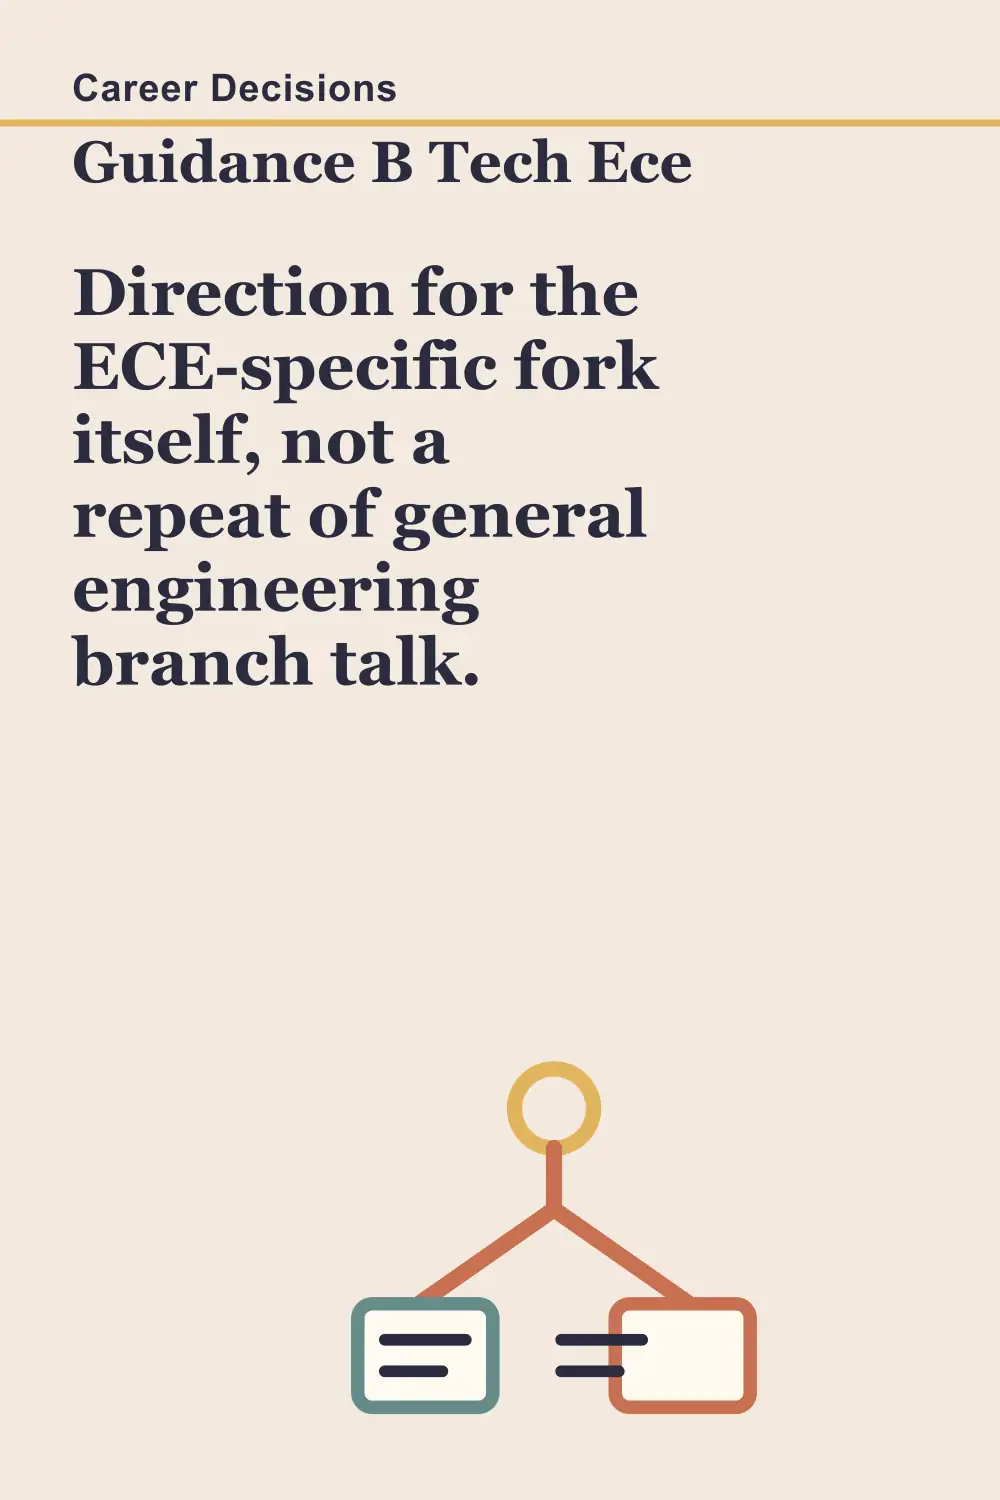 Career Decisions
Guidance B Tech Ece
Direction for the
ECE-specific fork
itself, not a
repeat of general
engineering
branch talk.